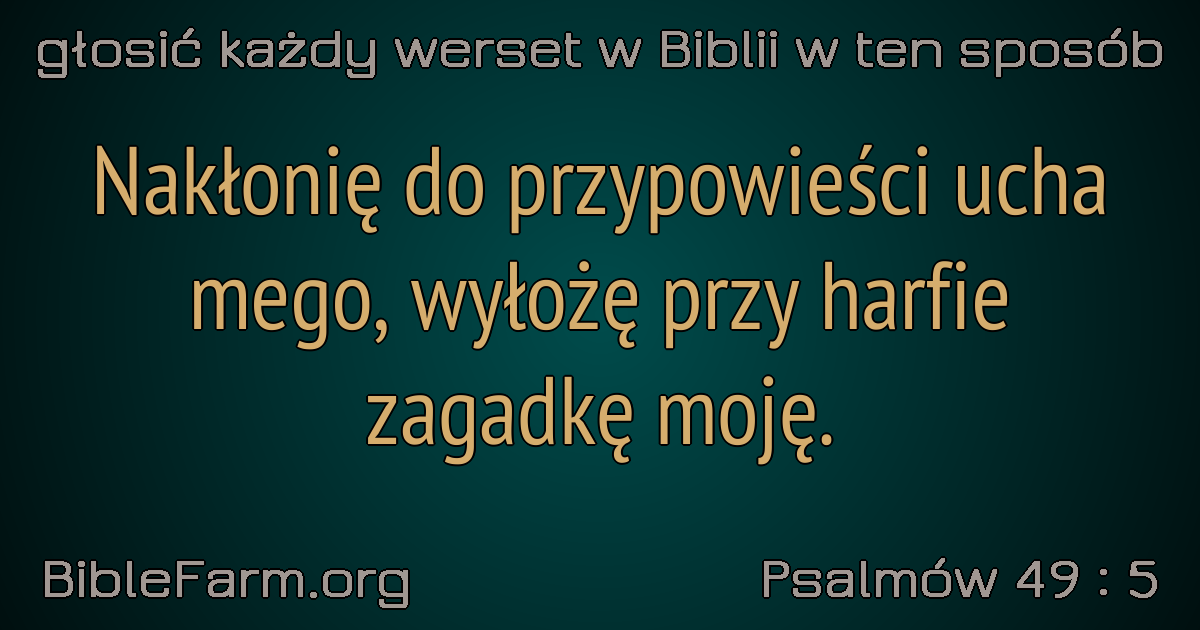 głosić każdy werset w Biblii w ten sposób
Nakłonię do przypowieści ucha
mego, wyłożę przy harfie
zagadkę moję.
BibleFarm.org
Psalmów 49 : 5